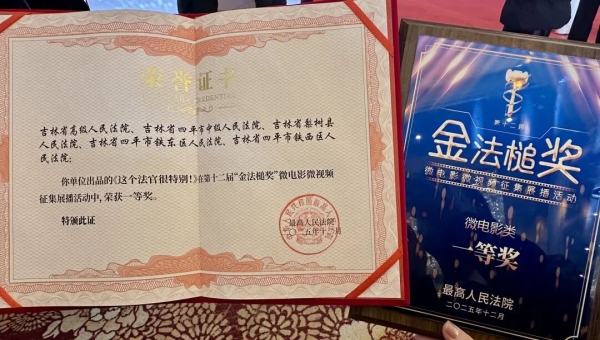 荣誉证书
吉林省高级人民法院、吉林省四平市中级人民法院、吉林省梨树县
人民法院、吉林省四平市铁东区人民法院、吉林省四平市铁西区人
民法院：
你单位出品的《这个法官很特别！》在第十二届“金法槌奖”微电影微视频
征集展播活动中，荣获一等奖。
特颁此证
最高人民法院
二〇二五年十二月
第十二届
金法槌奖
微电影微视频征集展播活动
微电影类
一等奖
最高人民法院
二〇二五年十二月